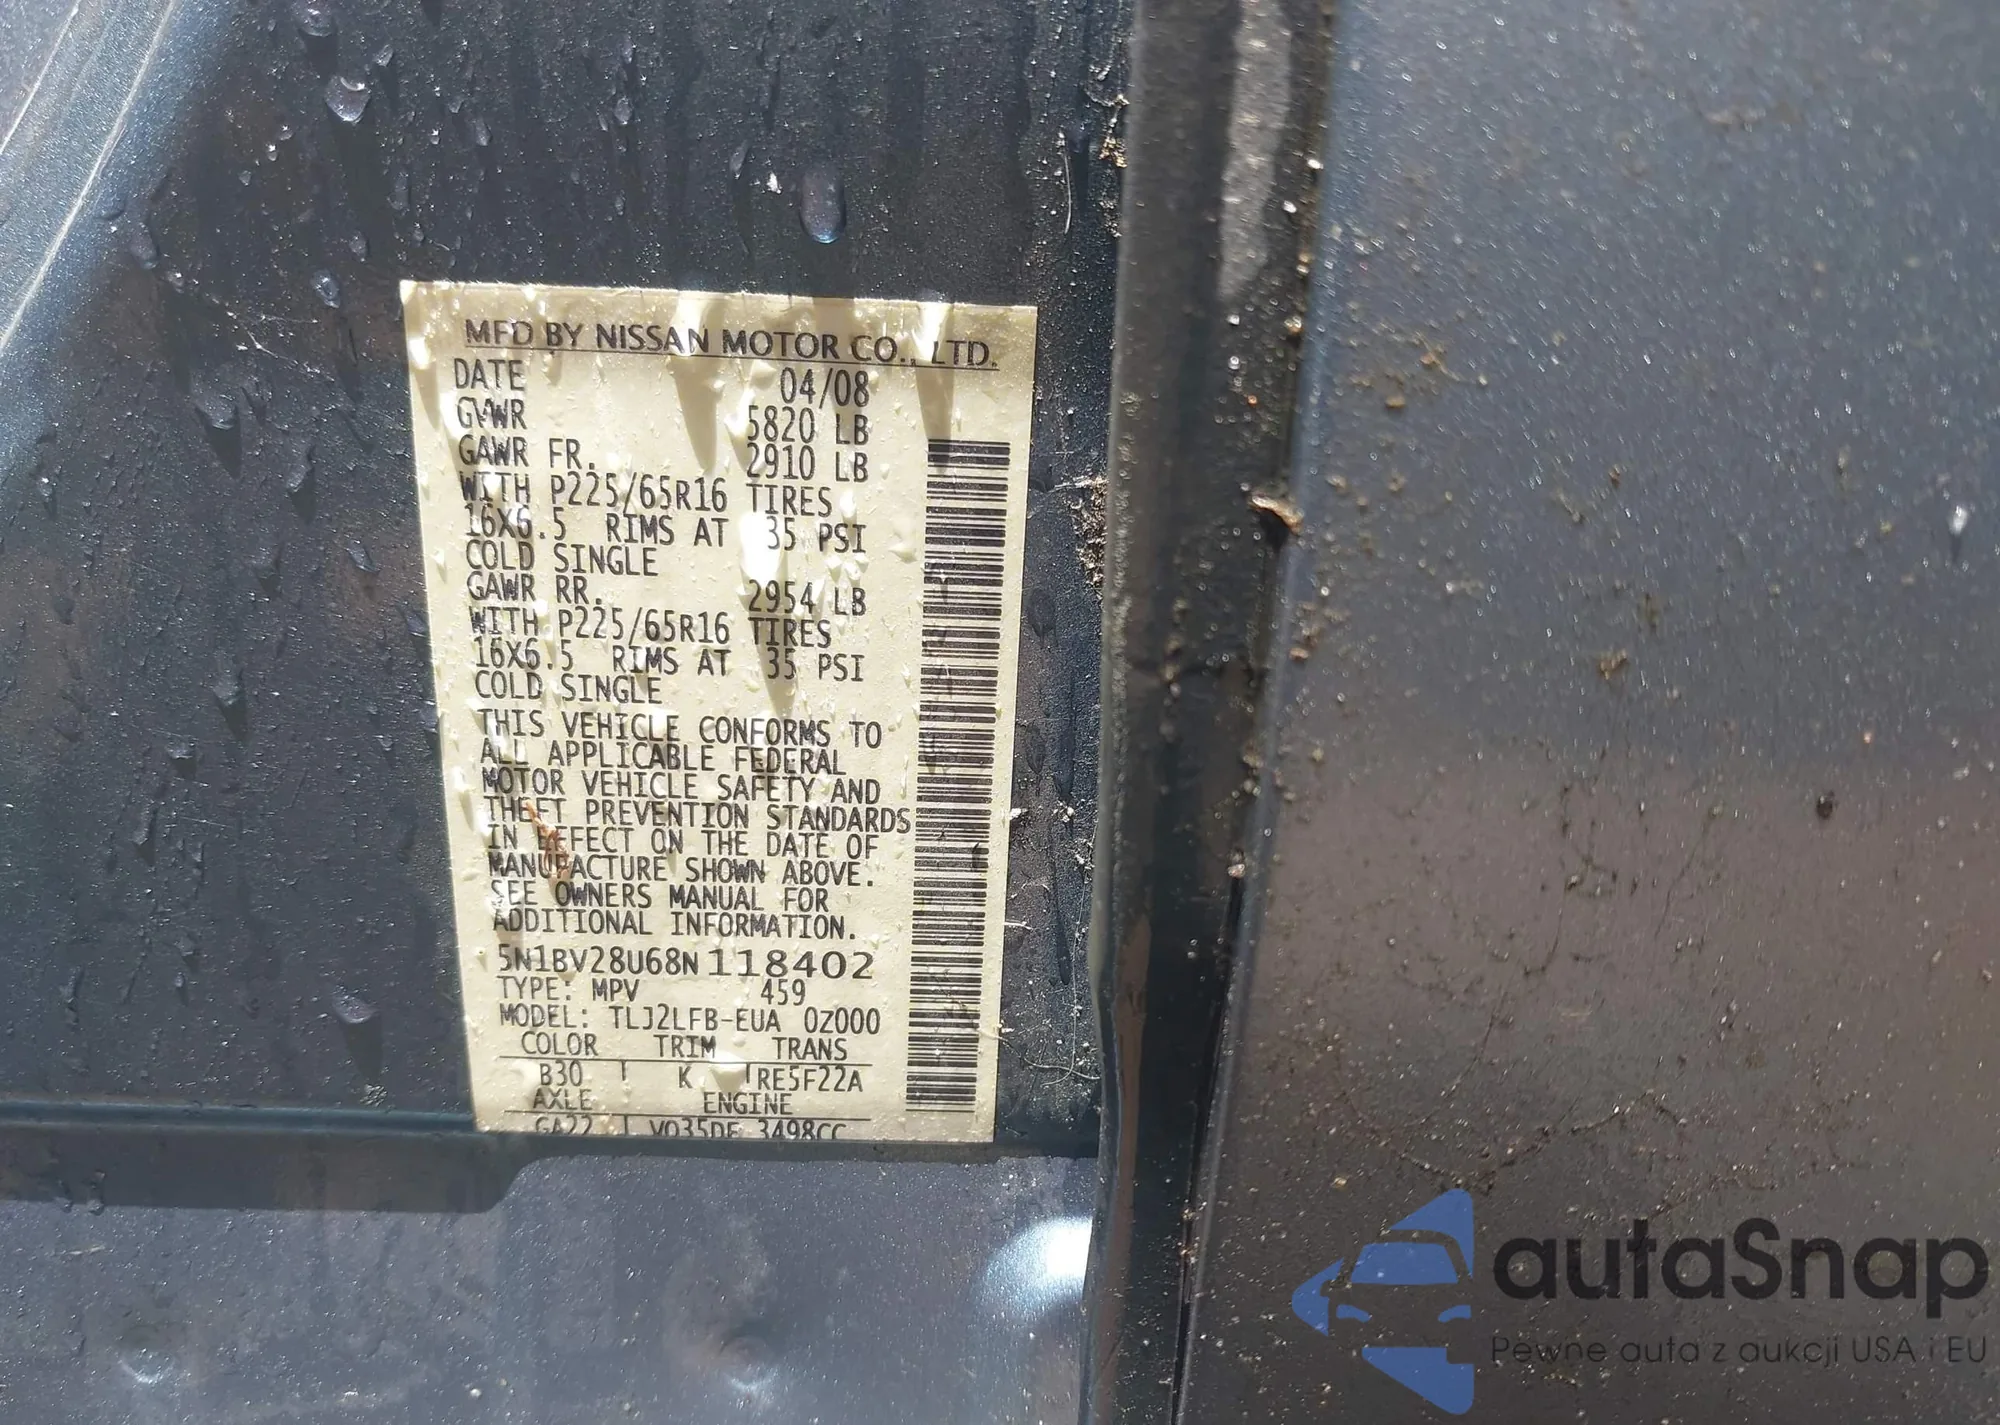 MFD BY NISSAN MOTOR CO., LTD.
DATE 04/08
GVWR 5820 LB
GAWR FR. 2910 LB
WITH P225/65R16 TIRES
16X6.5 RIMS AT 35 PSI
COLD SINGLE
GAWR RR. 2954 LB
WITH P225/65R16 TIRES
16X6.5 RIMS AT 35 PSI
COLD SINGLE
THIS VEHICLE CONFORMS TO
ALL APPLICABLE FEDERAL
MOTOR VEHICLE SAFETY AND
THEFT PREVENTION STANDARDS
IN EFFECT ON THE DATE OF
MANUFACTURE SHOWN ABOVE.
SEE OWNERS MANUAL FOR
ADDITIONAL INFORMATION.
5N1BV28U68N118402
TYPE: MPV 459
MODEL: TLJ2LFB-EUA 0Z000
COLOR TRIM TRANS
B30 K RE5F22A
AXLE ENGINE
GA22 VQ35DE 3498CC
autaSnap
Pewne auta z aukcji USA i EU